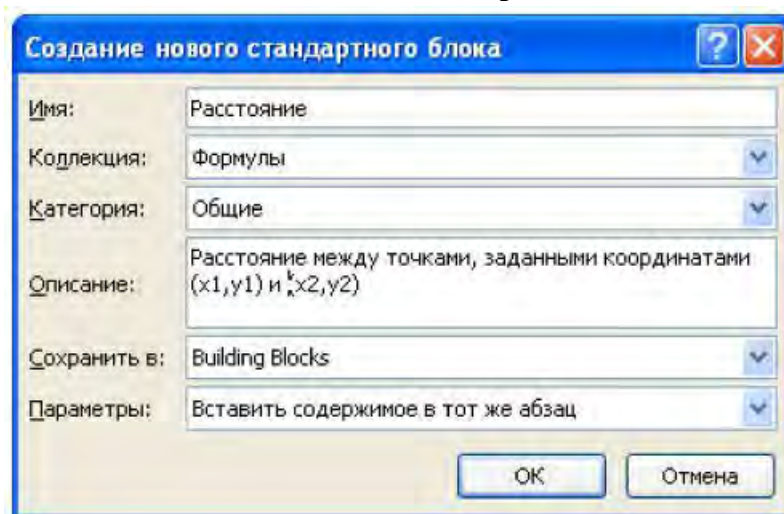 Создание нового стандартного блока
Имя: Расстояние
Коллекция: Формулы
Категория: Общие
Описание: Расстояние между точками, заданными координатами
(x1,y1) и (x2,y2)
Сохранить в: Building Blocks
Параметры: Вставить содержимое в тот же абзац
ОК Отмена